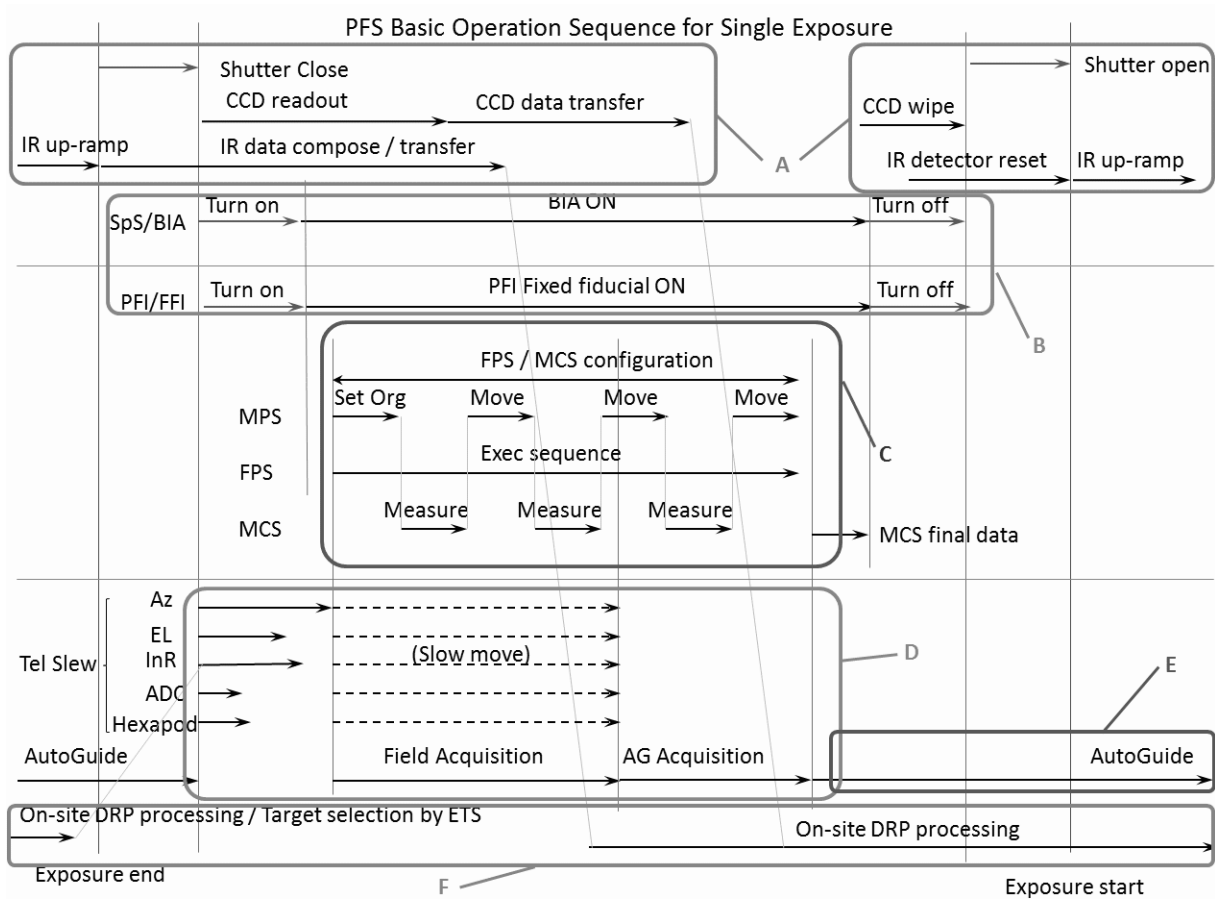 PFS Basic Operation Sequence for Single Exposure
Shutter Close
Shutter open
CCD readout
CCD data transfer
CCD wipe
IR up-ramp
IR data compose / transfer
A
IR detector reset
IR up-ramp
SpS/BIA
Turn on
BIA ON
Turn off
PFI/FFI
Turn on
PFI Fixed fiducial ON
Turn off
B
FPS / MCS configuration
MPS
Set Org
Move
Move
Move
C
FPS
Exec sequence
MCS
Measure
Measure
Measure
MCS final data
Tel Slew
Az
EL
InR
ADC
Hexapod
(Slow move)
D
E
AutoGuide
Field Acquisition
AG Acquisition
AutoGuide
On-site DRP processing / Target selection by ETS
On-site DRP processing
Exposure end
F
Exposure start